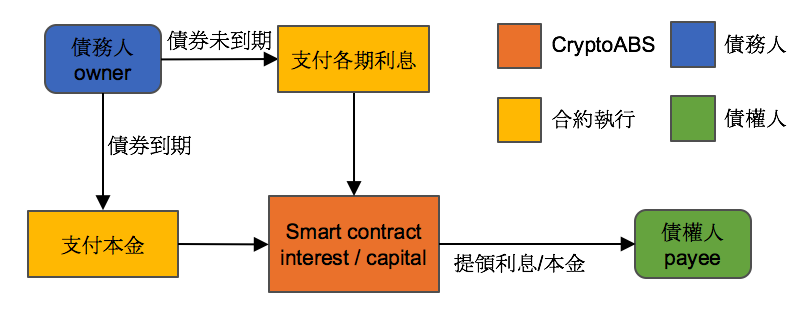 債務人
owner
債券未到期
支付各期利息
CryptoABS
債務人
合約執行
債權人
債券到期
支付本金
Smart contract
interest / capital
提領利息/本金
債權人
payee